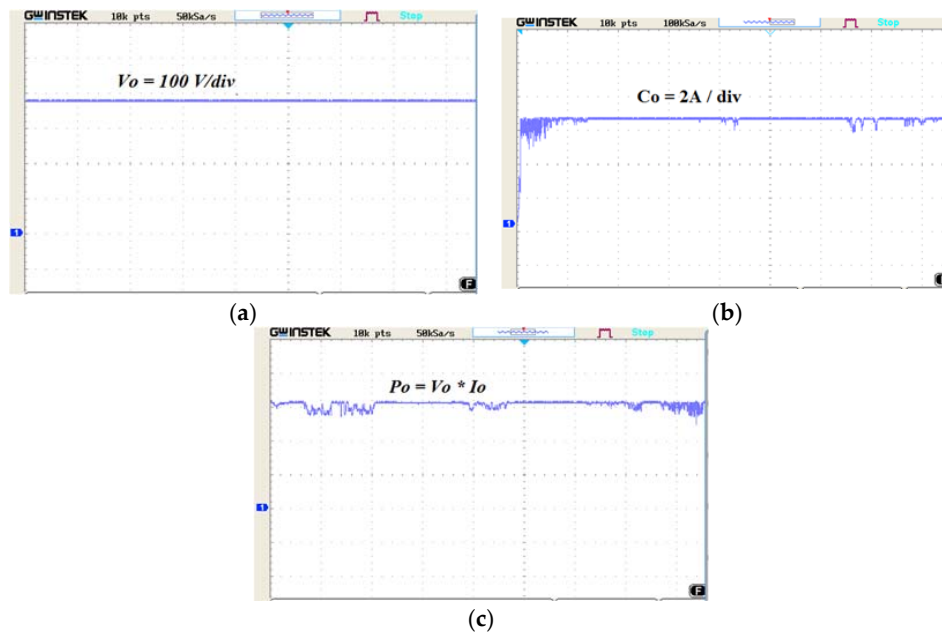 GWINSTEK 10k pts 50kSa/s Stop
Vo = 100 V/div
1
F
(a)
GWINSTEK 10k pts 100kSa/s Stop
Co = 2A / div
1
(b)
GWINSTEK 10k pts 50kSa/s Stop
Po = Vo * Io
1
F
(c)